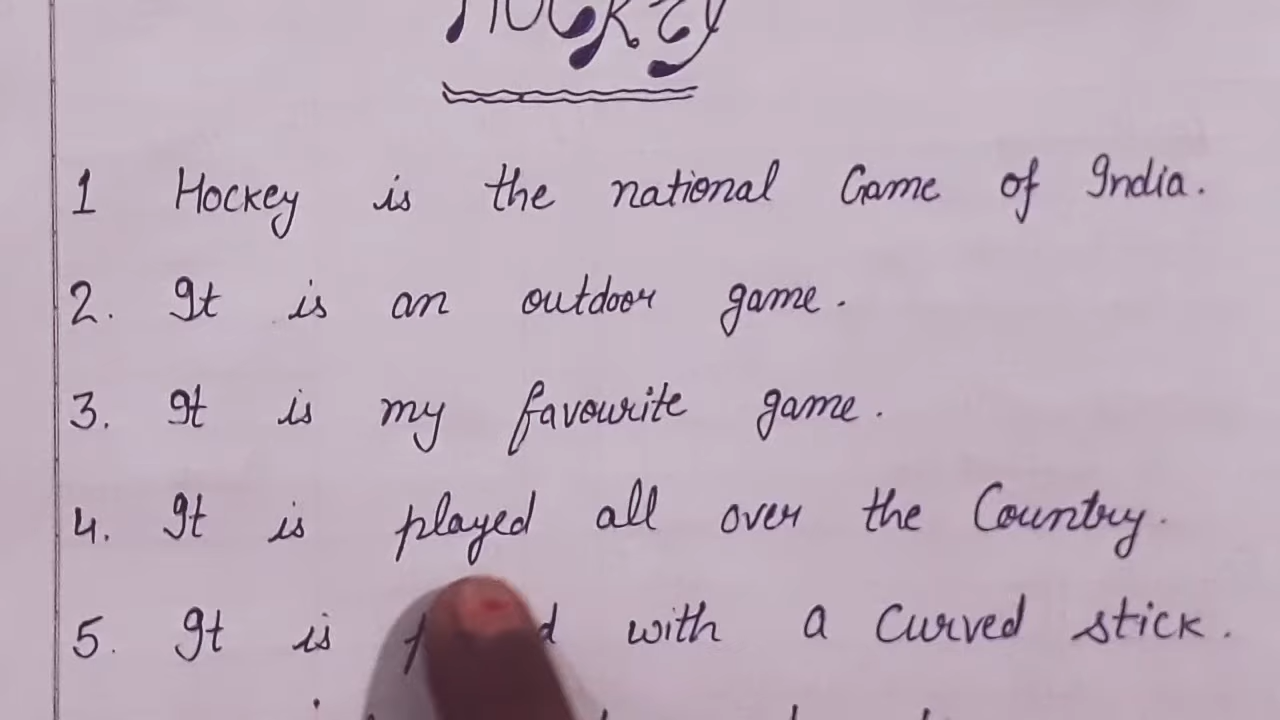 Hockey
1 Hockey is the national Game of India.
2. It is an outdoor game.
3. It is my favourite game.
4. It is played all over the Country.
5. It is with a Curved stick.